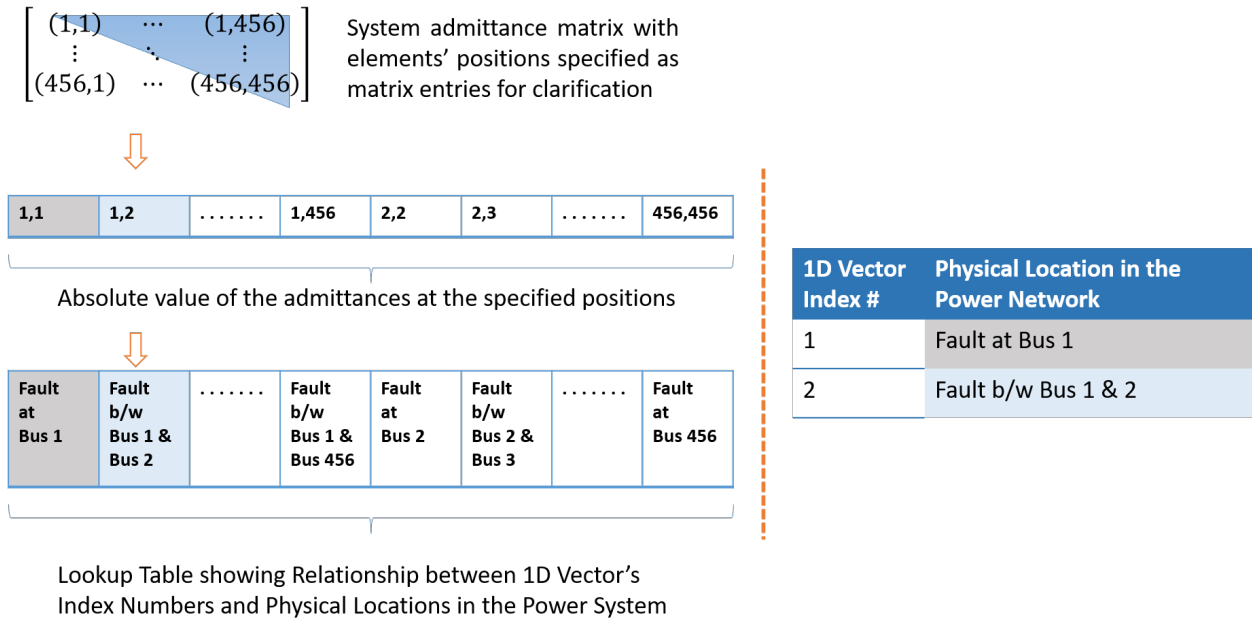 (1,1) ⋯ (1,456)
⋮ ⋱ ⋮
(456,1) ⋯ (456,456)
System admittance matrix with
elements' positions specified as
matrix entries for clarification
1,1 1,2 ....... 1,456 2,2 2,3 ....... 456,456
Absolute value of the admittances at the specified positions
Fault
at
Bus 1
Fault
b/w
Bus 1 &
Bus 2
.......
Fault
b/w
Bus 1 &
Bus 456
Fault
at
Bus 2
Fault
b/w
Bus 2 &
Bus 3
.......
Fault
at
Bus 456
Lookup Table showing Relationship between 1D Vector's
Index Numbers and Physical Locations in the Power System
1D Vector
Index #
Physical Location in the
Power Network
1 Fault at Bus 1
2 Fault b/w Bus 1 & 2